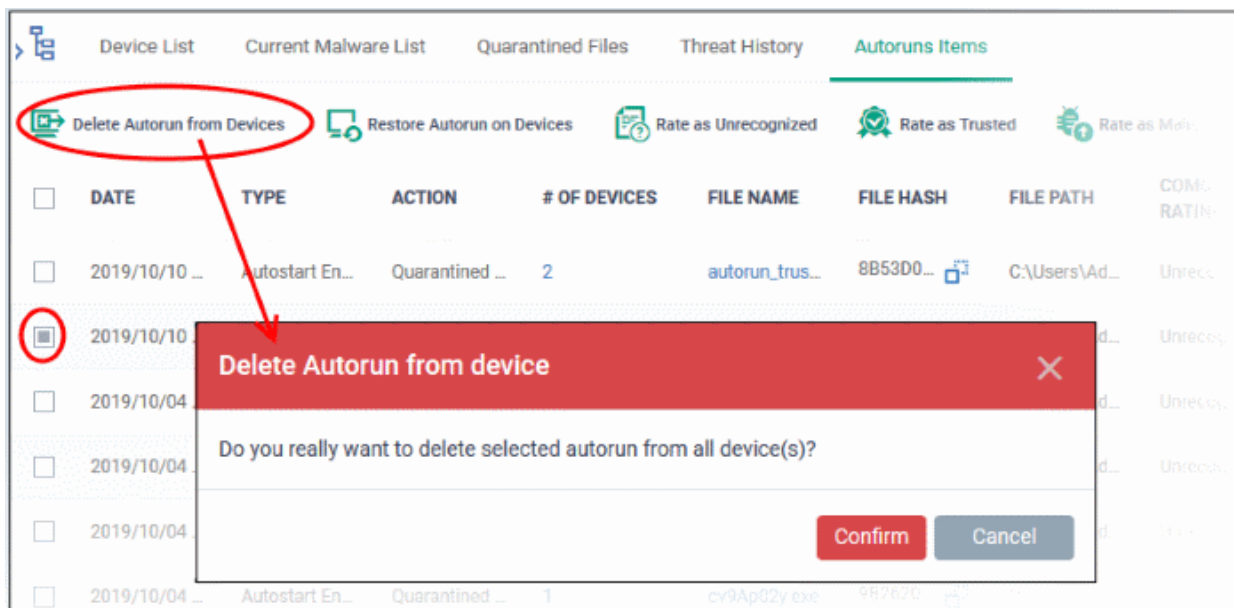 Device List Current Malware List Quarantined Files Threat History Autoruns Items
Delete Autorun from Devices Restore Autorun on Devices Rate as Unrecognized Rate as Trusted Rate as
DATE TYPE ACTION # OF DEVICES FILE NAME FILE HASH FILE PATH
2019/10/10 ... Autostart En... Quarantined ... 2 autorun_trus... 8B53D0... C:\Users\Ad...
2019/10/10
Delete Autorun from device
2019/10/04
Do you really want to delete selected autorun from all device(s)?
2019/10/04
2019/10/04
Confirm Cancel
2019/10/04 ... Autostart En... Quarantined ... 1 cv9Ap02y.exe